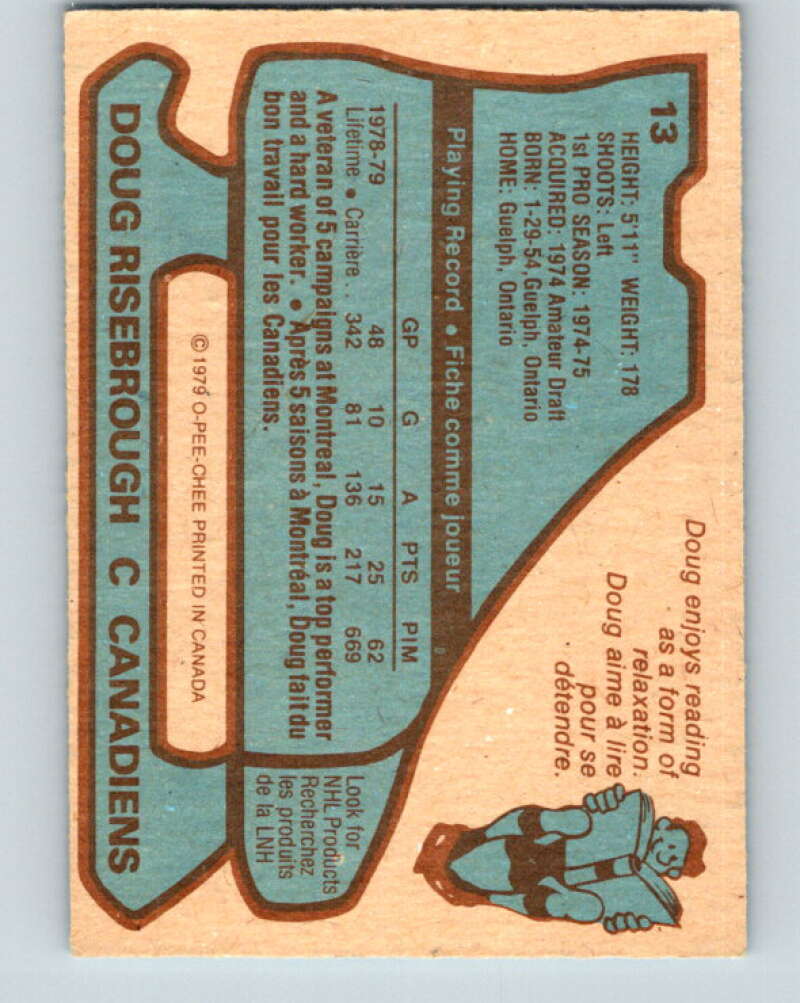 13
HEIGHT: 5'11" WEIGHT: 178
SHOOTS: Left
1st PRO SEASON: 1974-75
ACQUIRED: 1974 Amateur Draft
BORN: 1-29-54, Guelph, Ontario
HOME: Guelph, Ontario
Doug enjoys reading
as a form of
relaxation.
Doug aime à lire
pour se
détendre.
Playing Record • Fiche comme joueur
GP G A PTS PIM
1978-79 48 10 15 25 62
Lifetime • Carrière . . 342 81 136 217 669
A veteran of 5 campaigns at Montreal, Doug is a top performer
and a hard worker. • Après 5 saisons à Montréal, Doug fait du
bon travail pour les Canadiens.
Look for
NHL Products
Recherchez
les produits
de la LNH
© 1979 O-PEE-CHEE PRINTED IN CANADA
DOUG RISEBROUGH C CANADIENS